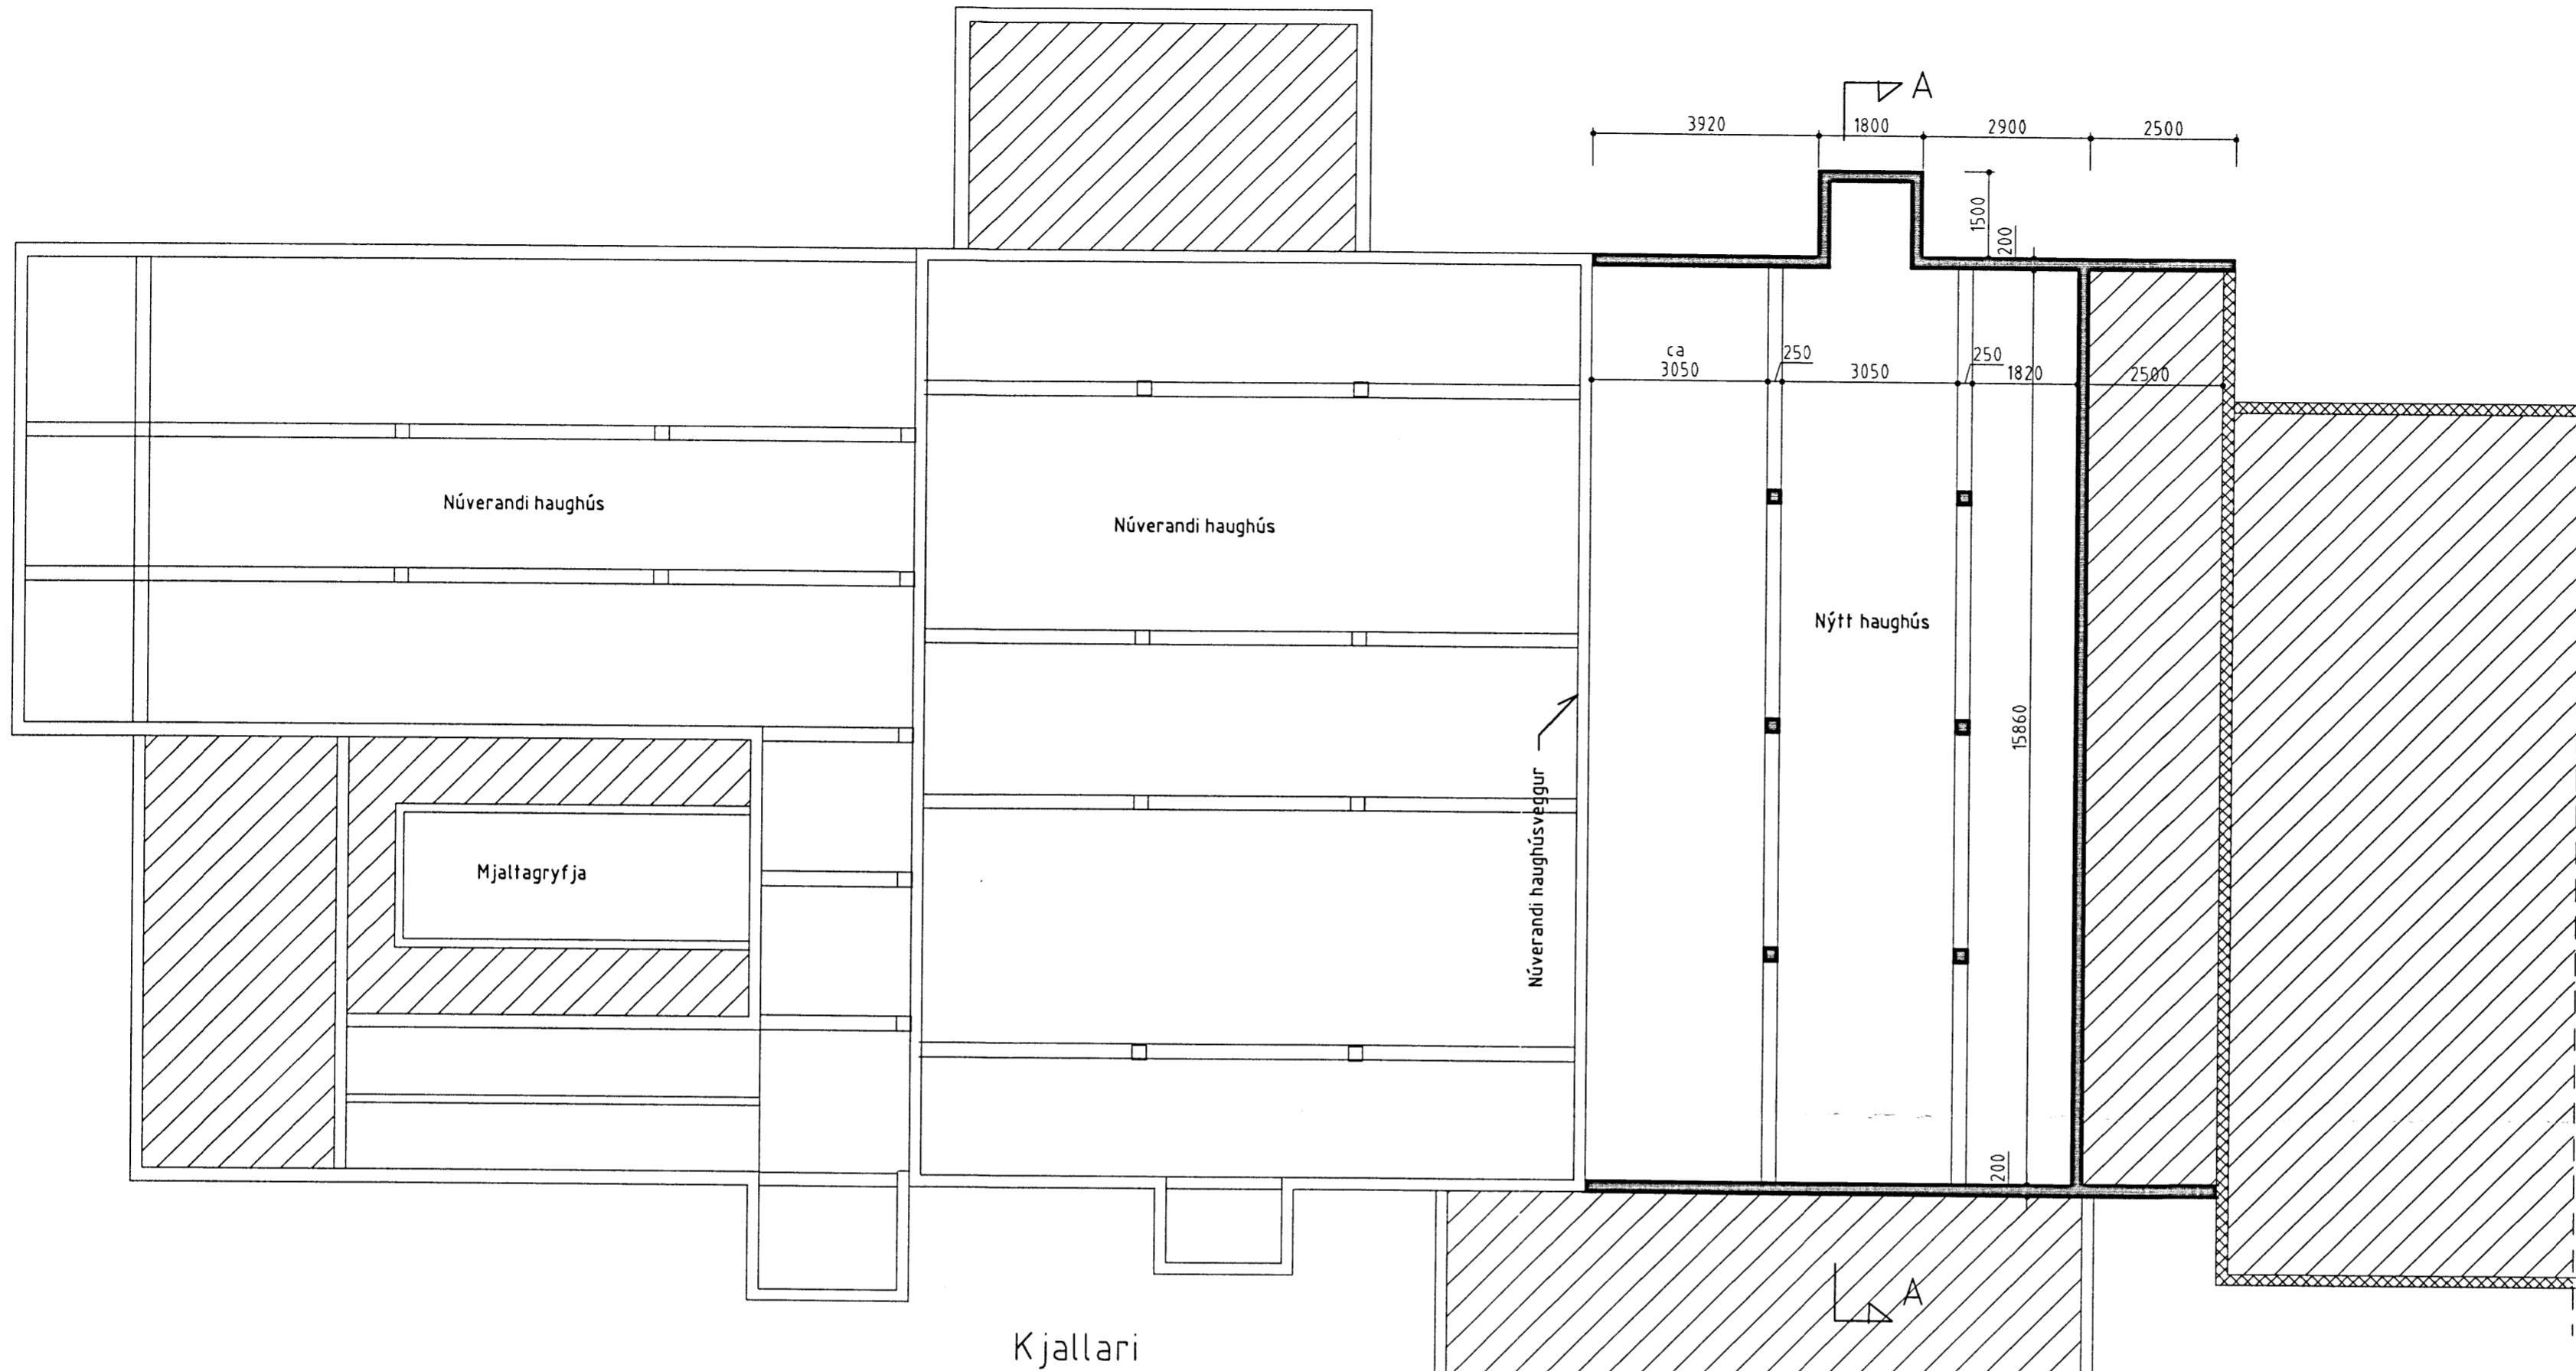 A
3920
1800
2900
2500
1500
200
ca
3050
250
3050
250
1820
2500
Núverandi haughús
Núverandi haughús
Nýtt haughús
15860
Núverandi haughúsveggur
Mjaltagryfja
200
A
Kjallari